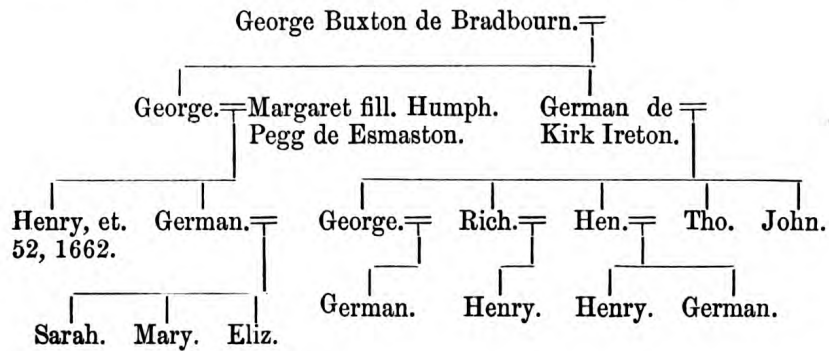 George Buxton de Bradbourn.
George. Margaret fill. Humph. German de
Pegg de Esmaston. Kirk Ireton.
Henry, et. German. George. Rich. Hen. Tho. John.
52, 1662.
German. Henry. Henry. German.
Sarah. Mary. Eliz.